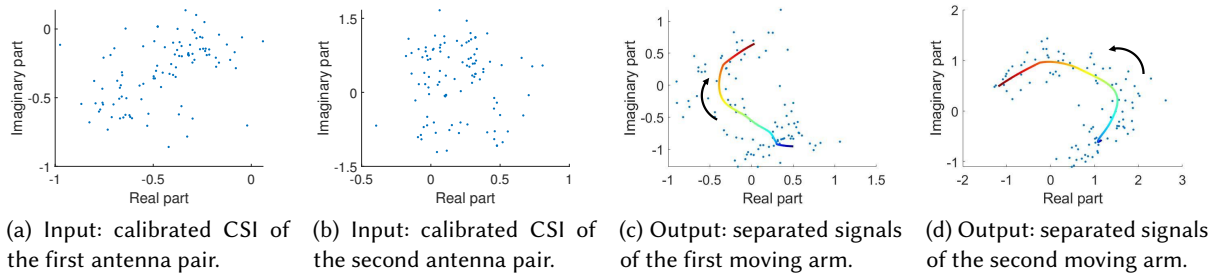 0
-0.5
-1
-1
-0.5
0
Imaginary part
Real part
1.5
0
-1.5
-0.5
0
0.5
1
Imaginary part
Real part
1
0.5
0
-0.5
-1
-1
-0.5
0
0.5
1
1.5
Imaginary part
Real part
2
1
0
-1
-2
-1
0
1
2
3
Imaginary part
Real part
(a) Input: calibrated CSI of
the first antenna pair.
(b) Input: calibrated CSI of
the second antenna pair.
(c) Output: separated signals
of the first moving arm.
(d) Output: separated signals
of the second moving arm.